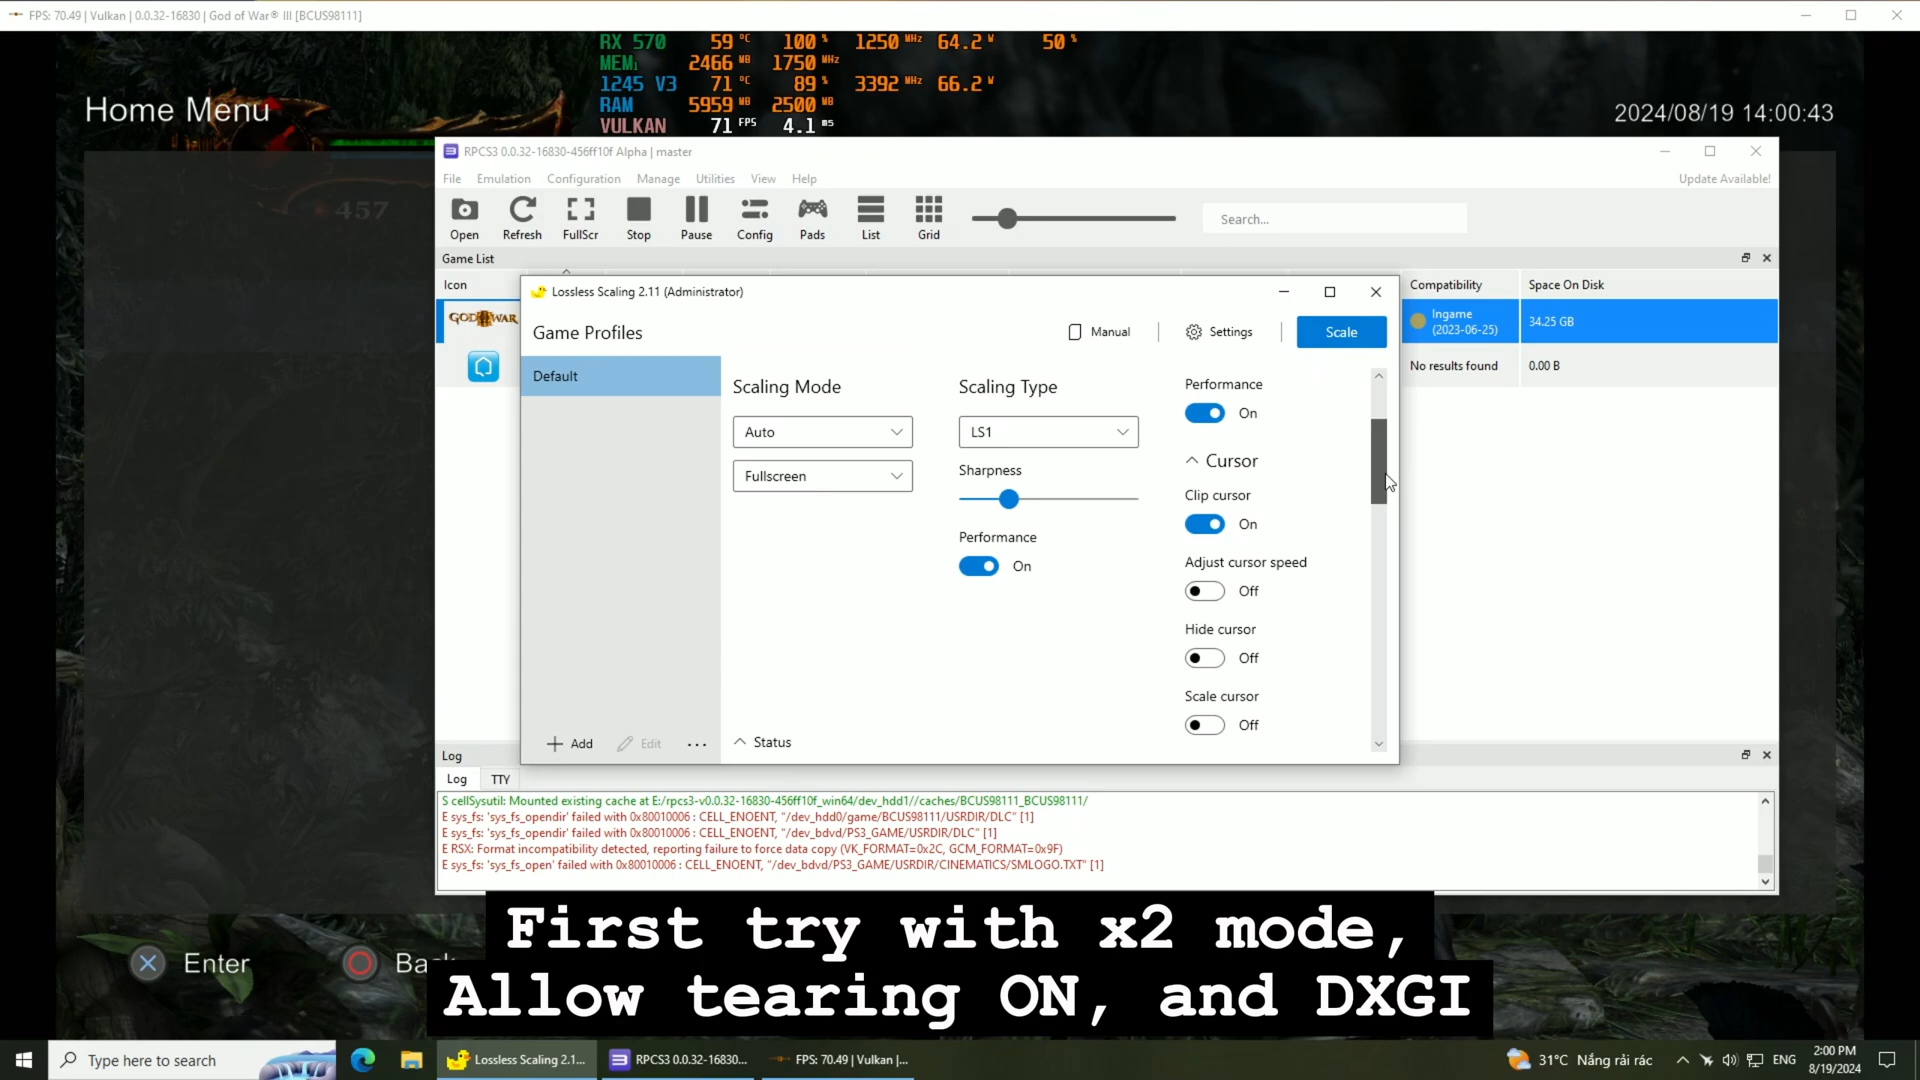 FPS: 70.49 | Vulkan | 0.0.32-16830 | God of War® III [BCUS98111]
RX 570 59 °C 100 % 1250 MHz 64.2 W 50 %
MEM1 2466 MB 1750 MHz
1245 V3 71 °C 89 % 3392 MHz 66.2 W
RAM 5959 MB 2500 MB
VULKAN 71 FPS 4.1 ms
Home Menu
2024/08/19 14:00:43
457
RPCS3 0.0.32-16830-456ff10f Alpha | master
File Emulation Configuration Manage Utilities View Help Update Available!
Open Refresh FullScr Stop Pause Config Pads List Grid Search...
Game List
Icon Compatibility Space On Disk
GOD OF WAR Ingame
(2023-06-25) 34.25 GB
No results found 0.00 B
Lossless Scaling 2.11 (Administrator)
Game Profiles Manual Settings Scale
Default
Scaling Mode
Auto
Fullscreen
Scaling Type
LS1
Sharpness
Performance
On
Performance
On
Cursor
Clip cursor
On
Adjust cursor speed
Off
Hide cursor
Off
Scale cursor
Off
Add Edit ... Status
Log
Log TTY
S cellSysutil: Mounted existing cache at E:/rpcs3-v0.0.32-16830-456ff10f_win64/dev_hdd1//caches/BCUS98111_BCUS98111/
E sys_fs: 'sys_fs_opendir' failed with 0x80010006 : CELL_ENOENT, "/dev_hdd0/game/BCUS98111/USRDIR/DLC" [1]
E sys_fs: 'sys_fs_opendir' failed with 0x80010006 : CELL_ENOENT, "/dev_bdvd/PS3_GAME/USRDIR/DLC" [1]
E RSX: Format incompatibility detected, reporting failure to force data copy (VK_FORMAT=0x2C, GCM_FORMAT=0x9F)
E sys_fs: 'sys_fs_open' failed with 0x80010006 : CELL_ENOENT, "/dev_bdvd/PS3_GAME/USRDIR/CINEMATICS/SMLOGO.TXT" [1]
Enter
First try with x2 mode,
Allow tearing ON, and DXGI
Type here to search Lossless Scaling 2.1... RPCS3 0.0.32-16830... FPS: 70.49 | Vulkan |... 31°C Nắng rải rác ENG 2:00 PM
8/19/2024